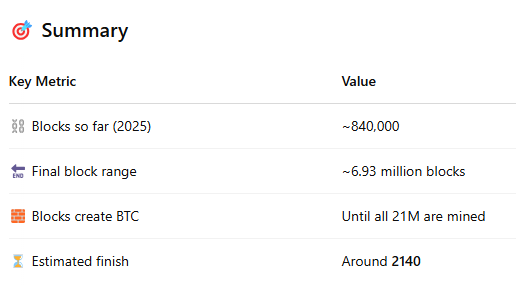 Summary
Key Metric Value
Blocks so far (2025) ~840,000
END Final block range ~6.93 million blocks
Blocks create BTC Until all 21M are mined
Estimated finish Around 2140